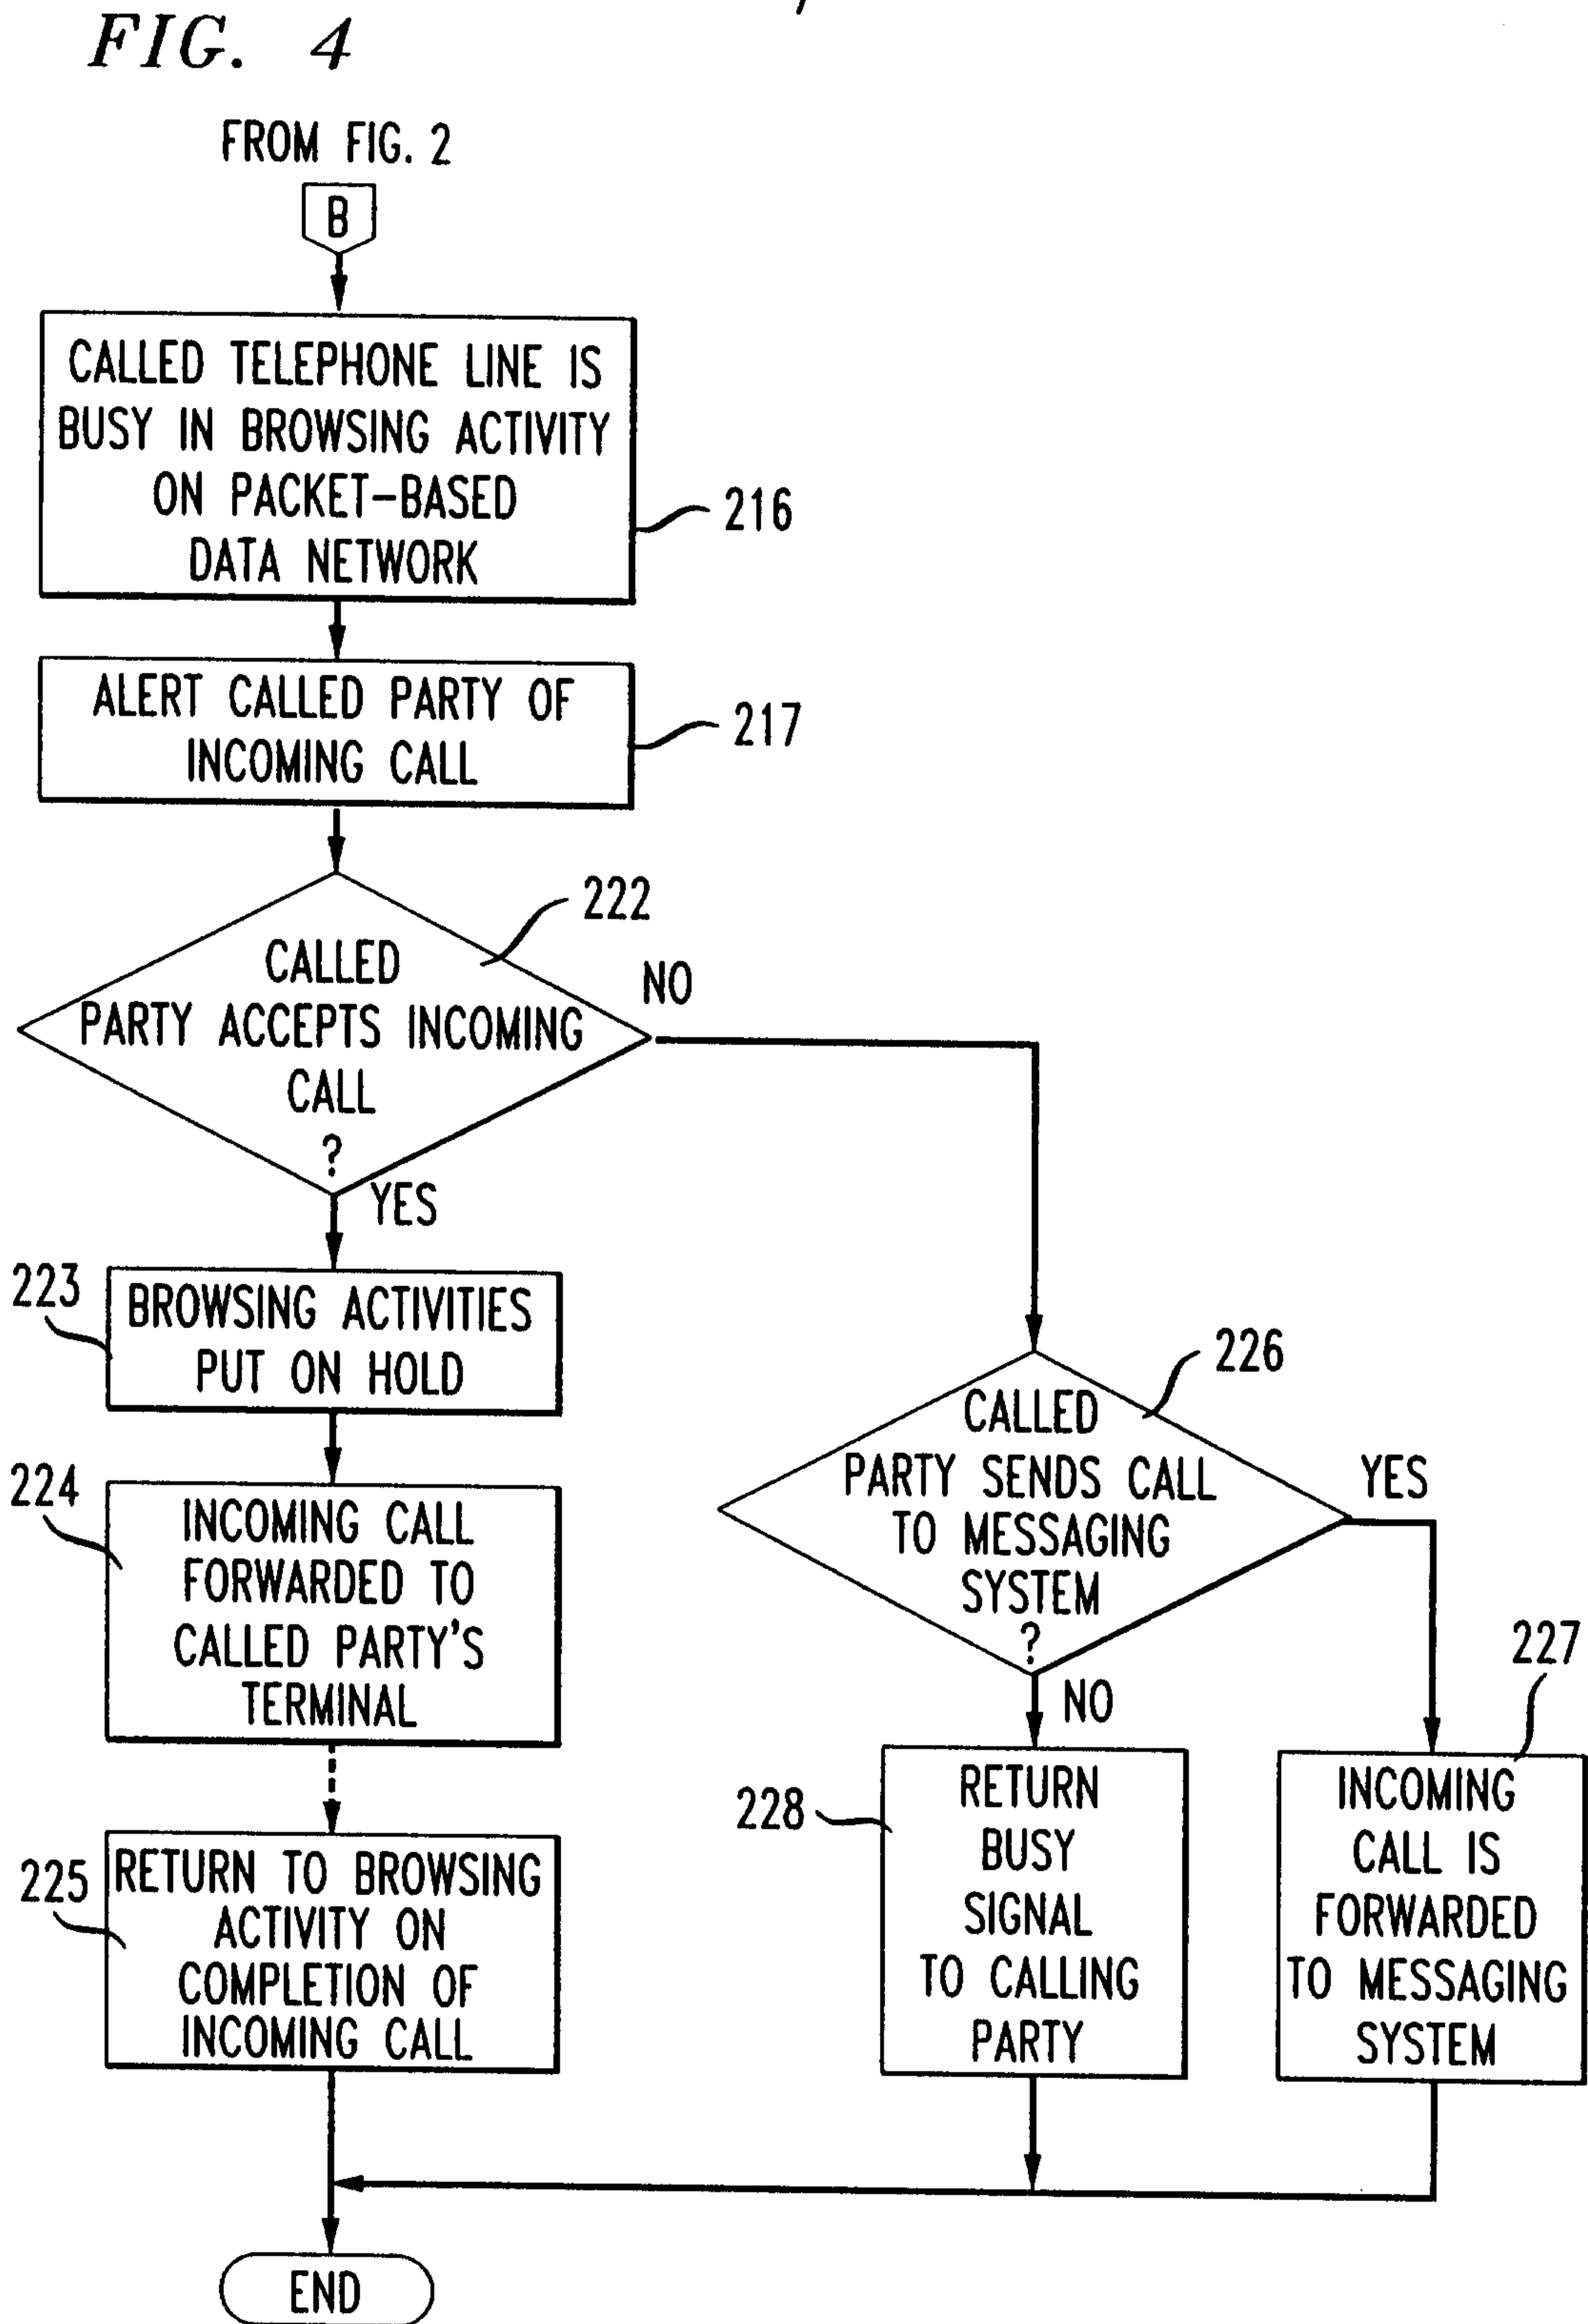 FIG. 4
FROM FIG. 2
B
CALLED TELEPHONE LINE IS
BUSY IN BROWSING ACTIVITY
ON PACKET-BASED
DATA NETWORK
216
ALERT CALLED PARTY OF
INCOMING CALL
217
222
CALLED
PARTY ACCEPTS INCOMING
CALL
?
NO
YES
223
BROWSING ACTIVITIES
PUT ON HOLD
224
INCOMING CALL
FORWARDED TO
CALLED PARTY'S
TERMINAL
225
RETURN TO BROWSING
ACTIVITY ON
COMPLETION OF
INCOMING CALL
226
CALLED
PARTY SENDS CALL
TO MESSAGING
SYSTEM
?
YES
NO
228
RETURN
BUSY
SIGNAL
TO CALLING
PARTY
227
INCOMING
CALL IS
FORWARDED
TO MESSAGING
SYSTEM
END